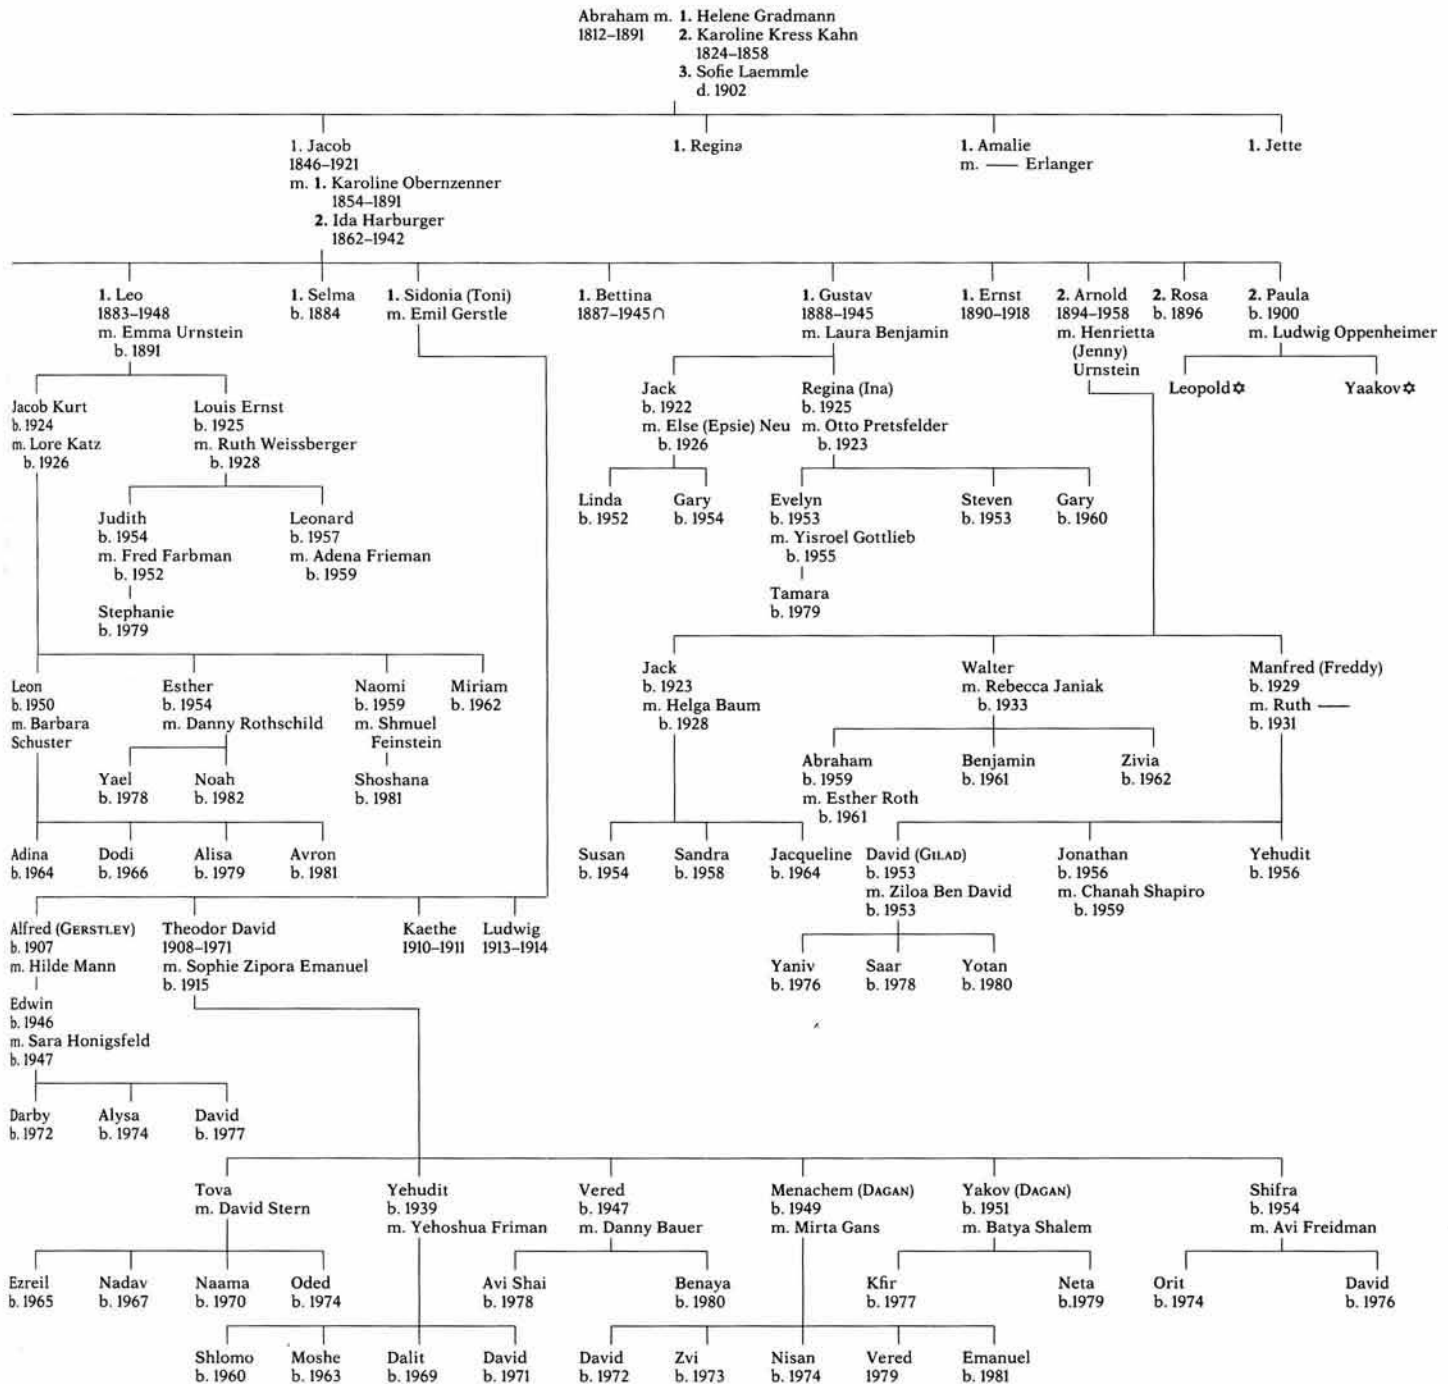 Abraham m. 1. Helene Gradmann
1812–1891 2. Karoline Kress Kahn
1824–1858
3. Sofie Laemmle
d. 1902
1. Jacob
1846–1921
m. 1. Karoline Obernzenner
1854–1891
2. Ida Harburger
1862–1942
1. Regina
1. Amalie
m. —— Erlanger
1. Jette
1. Leo
1883–1948
m. Emma Urnstein
b. 1891
1. Selma
b. 1884
1. Sidonia (Toni)
m. Emil Gerstle
1. Bettina
1887–1945∩
1. Gustav
1888–1945
m. Laura Benjamin
1. Ernst
1890–1918
2. Arnold
1894–1958
m. Henrietta
(Jenny)
Urnstein
2. Rosa
b. 1896
2. Paula
b. 1900
m. Ludwig Oppenheimer
Jacob Kurt
b. 1924
m. Lore Katz
b. 1926
Louis Ernst
b. 1925
m. Ruth Weissberger
b. 1928
Jack
b. 1922
m. Else (Epsie) Neu
b. 1926
Regina (Ina)
b. 1925
m. Otto Pretsfelder
b. 1923
Leopold✡
Yaakov✡
Judith
b. 1954
m. Fred Farbman
b. 1952
Leonard
b. 1957
m. Adena Frieman
b. 1959
Linda
b. 1952
Gary
b. 1954
Evelyn
b. 1953
m. Yisroel Gottlieb
b. 1955
Steven
b. 1953
Gary
b. 1960
Stephanie
b. 1979
Tamara
b. 1979
Leon
b. 1950
m. Barbara
Schuster
Esther
b. 1954
m. Danny Rothschild
Naomi
b. 1959
m. Shmuel
Feinstein
Miriam
b. 1962
Jack
b. 1923
m. Helga Baum
b. 1928
Walter
m. Rebecca Janiak
b. 1933
Manfred (Freddy)
b. 1929
m. Ruth ——
b. 1931
Yael
b. 1978
Noah
b. 1982
Shoshana
b. 1981
Abraham
b. 1959
m. Esther Roth
b. 1961
Benjamin
b. 1961
Zivia
b. 1962
Adina
b. 1964
Dodi
b. 1966
Alisa
b. 1979
Avron
b. 1981
Susan
b. 1954
Sandra
b. 1958
Jacqueline
b. 1964
David (GILAD)
b. 1953
m. Ziloa Ben David
b. 1953
Jonathan
b. 1956
m. Chanah Shapiro
b. 1959
Yehudit
b. 1956
Alfred (GERSTLEY)
b. 1907
m. Hilde Mann
Theodor David
1908–1971
m. Sophie Zipora Emanuel
b. 1915
Kaethe
1910–1911
Ludwig
1913–1914
Yaniv
b. 1976
Saar
b. 1978
Yotan
b. 1980
Edwin
b. 1946
m. Sara Honigsfeld
b. 1947
Darby
b. 1972
Alysa
b. 1974
David
b. 1977
Tova
m. David Stern
Yehudit
b. 1939
m. Yehoshua Friman
Vered
b. 1947
m. Danny Bauer
Menachem (DAGAN)
b. 1949
m. Mirta Gans
Yakov (DAGAN)
b. 1951
m. Batya Shalem
Shifra
b. 1954
m. Avi Freidman
Ezreil
b. 1965
Nadav
b. 1967
Naama
b. 1970
Oded
b. 1974
Avi Shai
b. 1978
Benaya
b. 1980
Kfir
b. 1977
Neta
b.1979
Orit
b. 1974
David
b. 1976
Shlomo
b. 1960
Moshe
b. 1963
Dalit
b. 1969
David
b. 1971
David
b. 1972
Zvi
b. 1973
Nisan
b. 1974
Vered
1979
Emanuel
b. 1981